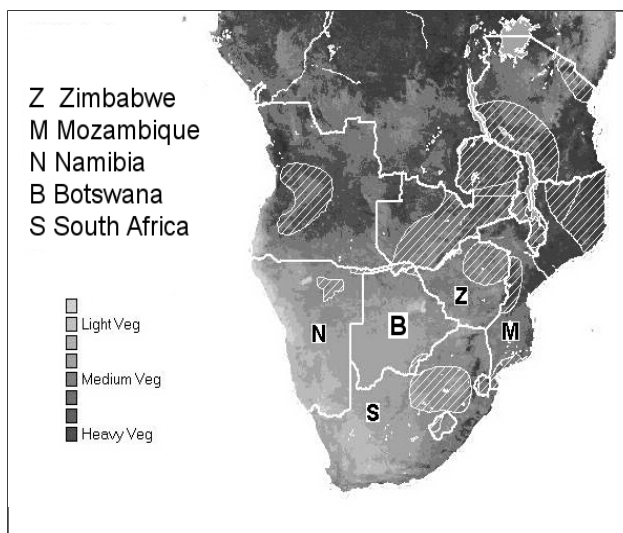 Z Zimbabwe
M Mozambique
N Namibia
B Botswana
S South Africa
Light Veg
Medium Veg
Heavy Veg
Z
N
B
M
S